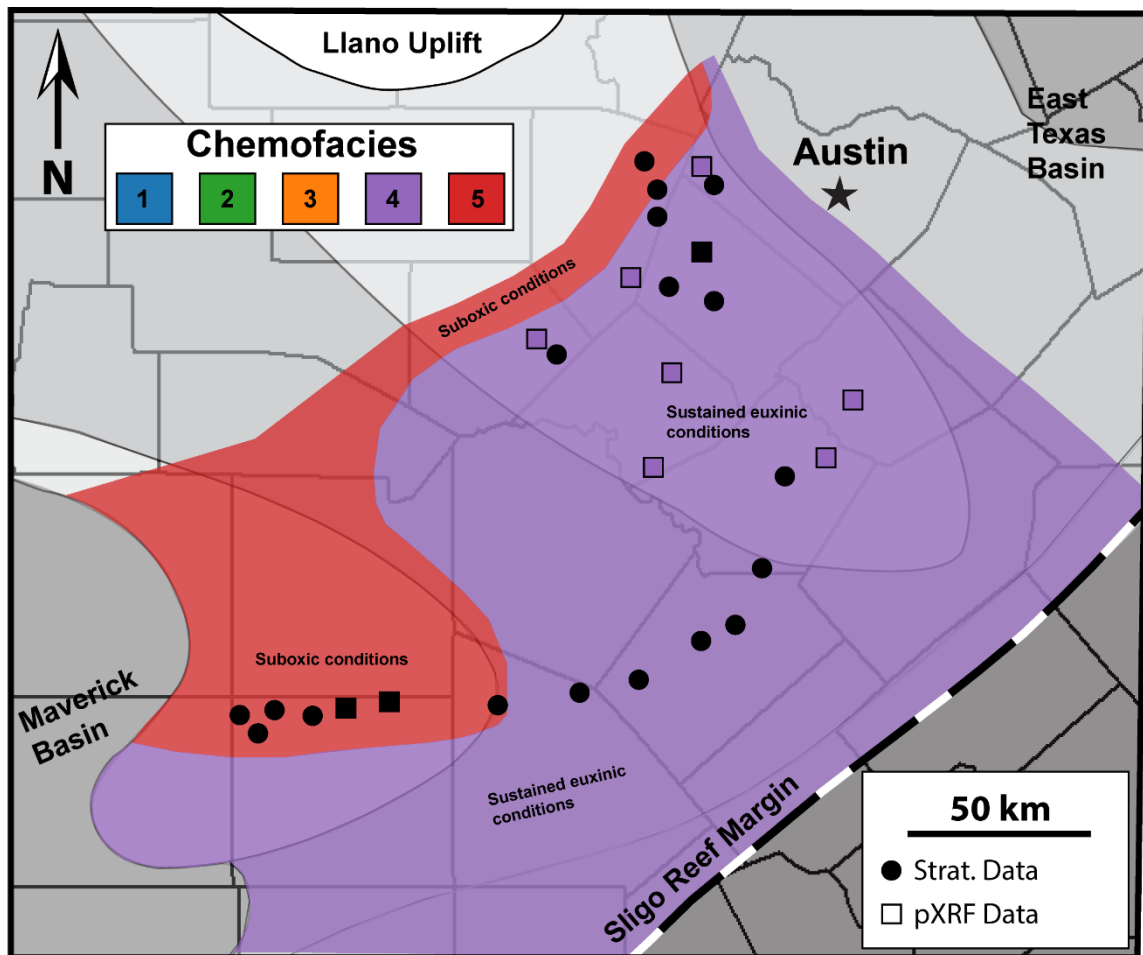 Llano Uplift
N
Chemofacies
1 2 3 4 5
East
Texas
Basin
Austin
Suboxic conditions
Sustained euxinic
conditions
Suboxic conditions
Maverick
Basin
Sustained euxinic
conditions
Sligo Reef Margin
50 km
Strat. Data
pXRF Data